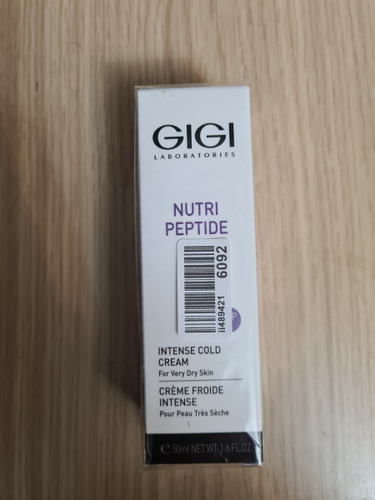 GIGI
LABORATORIES
NUTRI
PEPTIDE
ii489421
6092
INTENSE COLD
CREAM
For Very Dry Skin
CRÈME FROIDE
INTENSE
Pour Peau Très Sèche
e 50ml NET WT. 1.6 FL.OZ